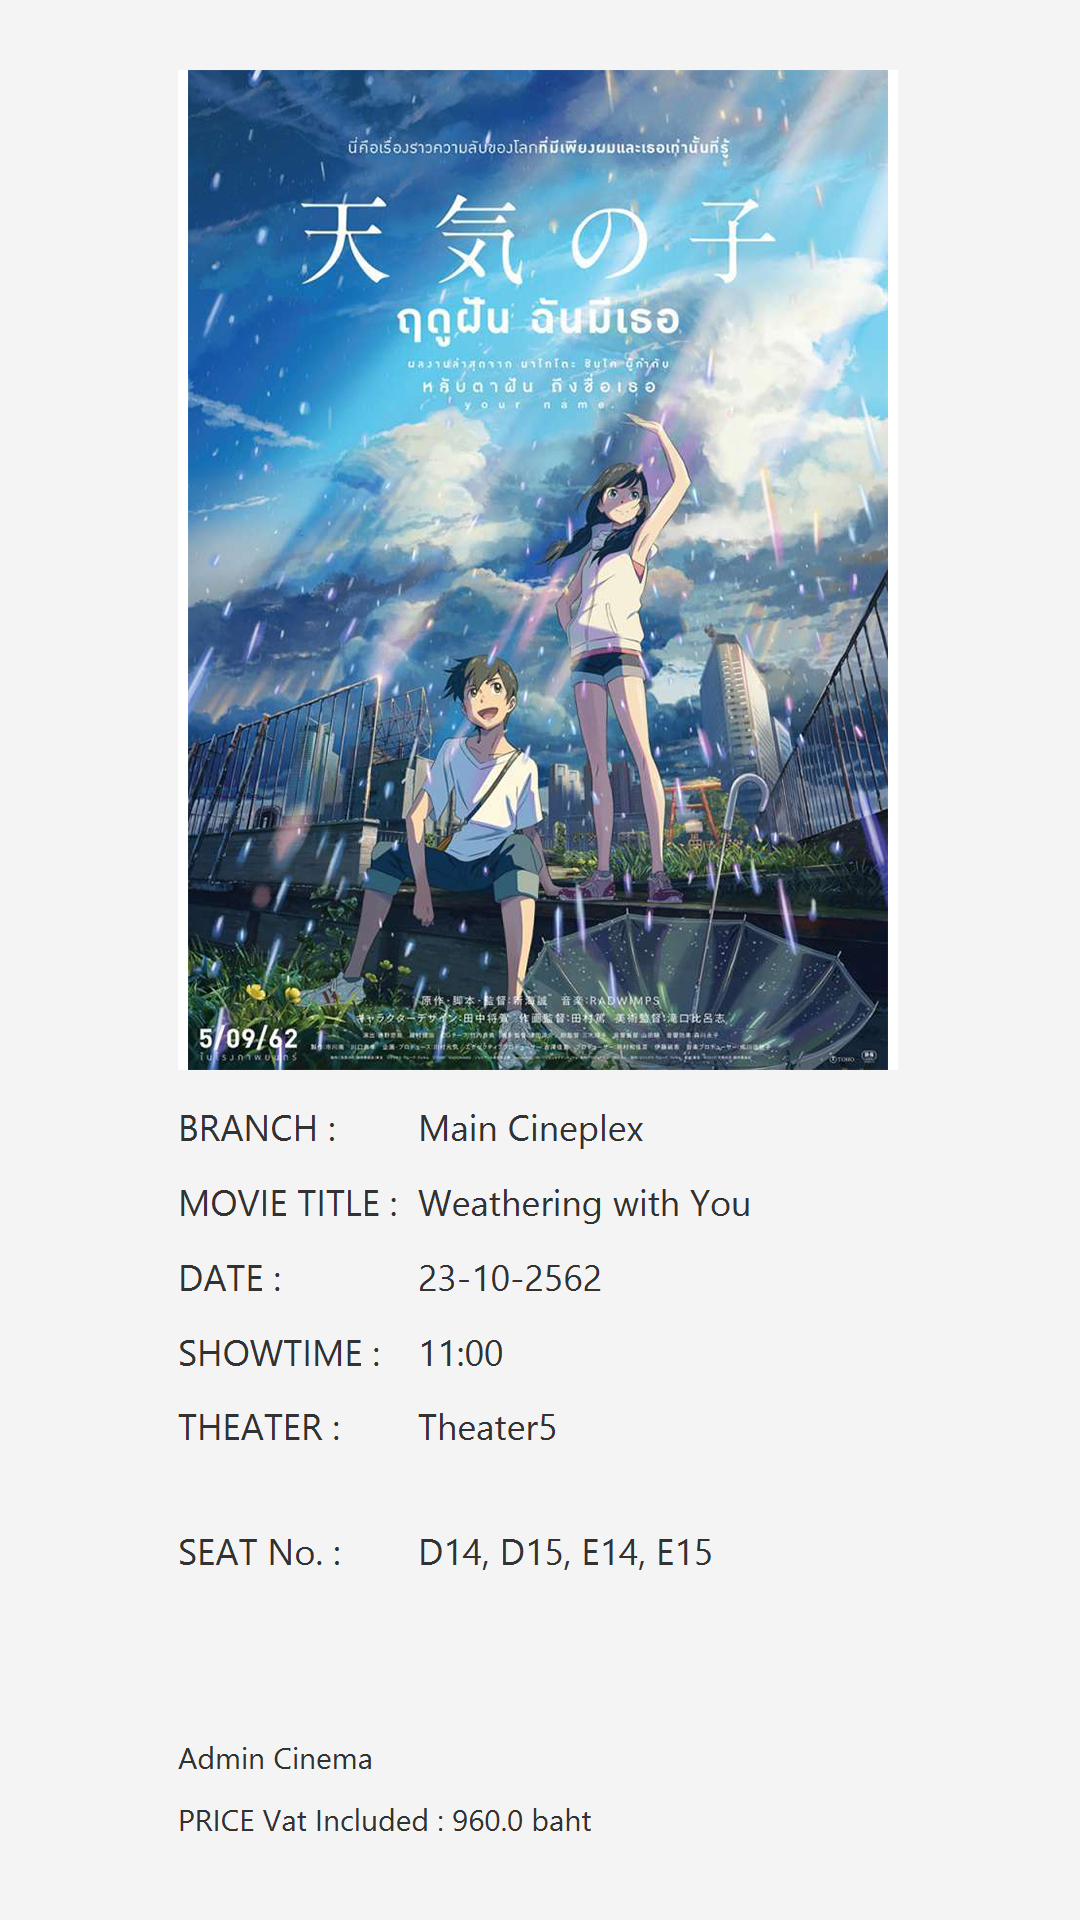 นี่คือเรื่องราวความลับของโลกที่มีเพียงผมและเธอเท่านั้นที่รู้
天気の子
ฤดูฝัน ฉันมีเธอ
ผลงานล่าสุดจาก มาโกโตะ ชินไค ผู้กำกับ
หลับตาฝัน ถึงชื่อเธอ
your name.
原作・脚本・監督:新海誠 音楽:RADWIMPS
キャラクターデザイン:田中将賀 作画監督:田村篤 美術監督:滝口比呂志
5/09/62
ในโรงภาพยนตร์
TOHO
BRANCH : Main Cineplex
MOVIE TITLE : Weathering with You
DATE : 23-10-2562
SHOWTIME : 11:00
THEATER : Theater5
SEAT No. : D14, D15, E14, E15
Admin Cinema
PRICE Vat Included : 960.0 baht